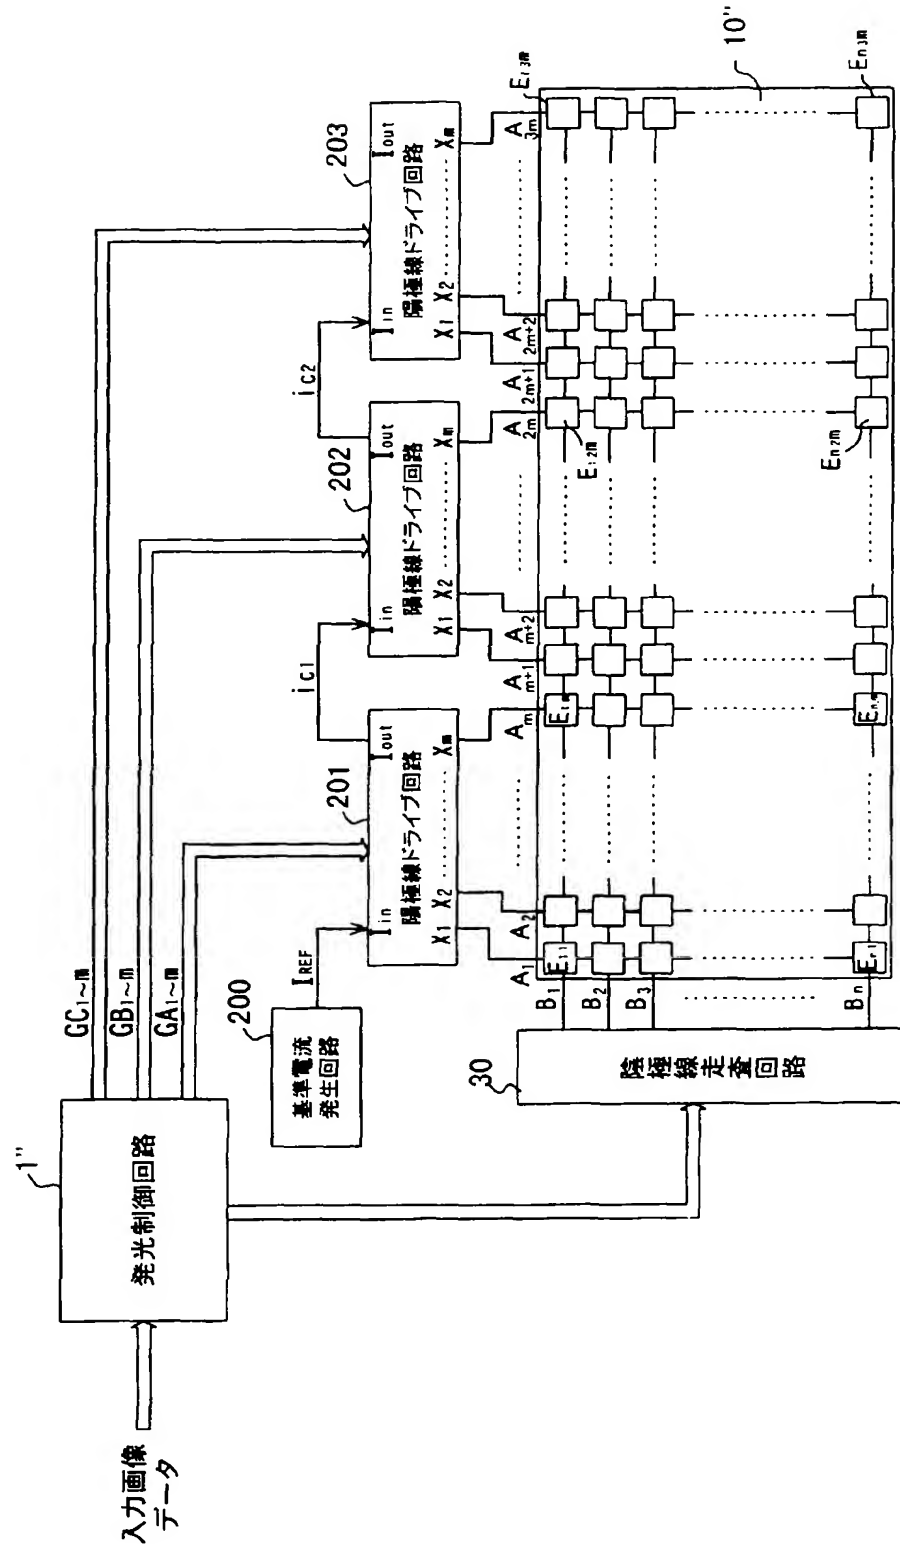 入力画像
データ
1"
発光制御回路
GC1~m
GB1~m
GA1~m
200
基準電流
発生回路
IREF
201
陽極線ドライブ回路
Iin
Iout
X1 X2 ········ Xm
iC1
202
陽極線ドライブ回路
Iin
Iout
X1 X2 ········ Xm
iC2
203
陽極線ドライブ回路
Iin
Iout
X1 X2 ········ Xm
A1 A2 ········ Am Am+1 Am+2 ········ A2m A2m+1 A2m+2 ········ A3m
30
陰極線走査回路
B1
B2
B3
Bn
E11
E1m
E12m
E13m
10"
En1
Enm
En2m
En3m